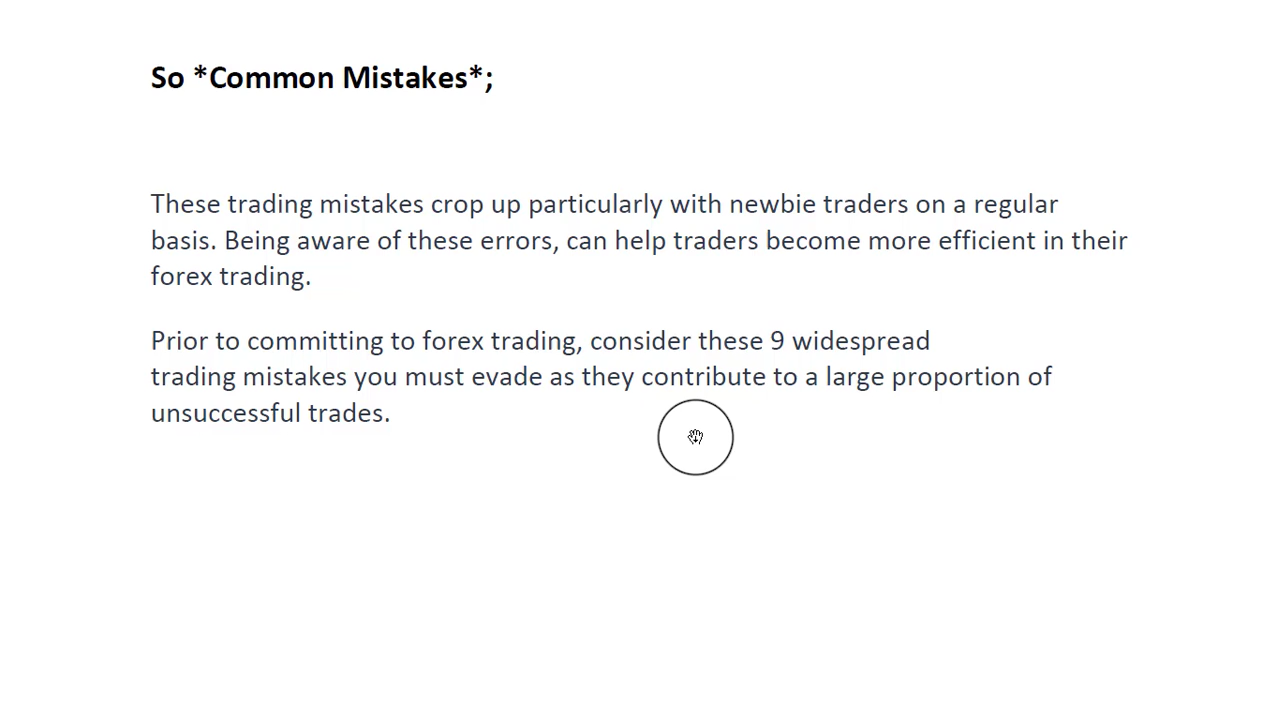 So *Common Mistakes*;
These trading mistakes crop up particularly with newbie traders on a regular
basis. Being aware of these errors, can help traders become more efficient in their
forex trading.
Prior to committing to forex trading, consider these 9 widespread
trading mistakes you must evade as they contribute to a large proportion of
unsuccessful trades.